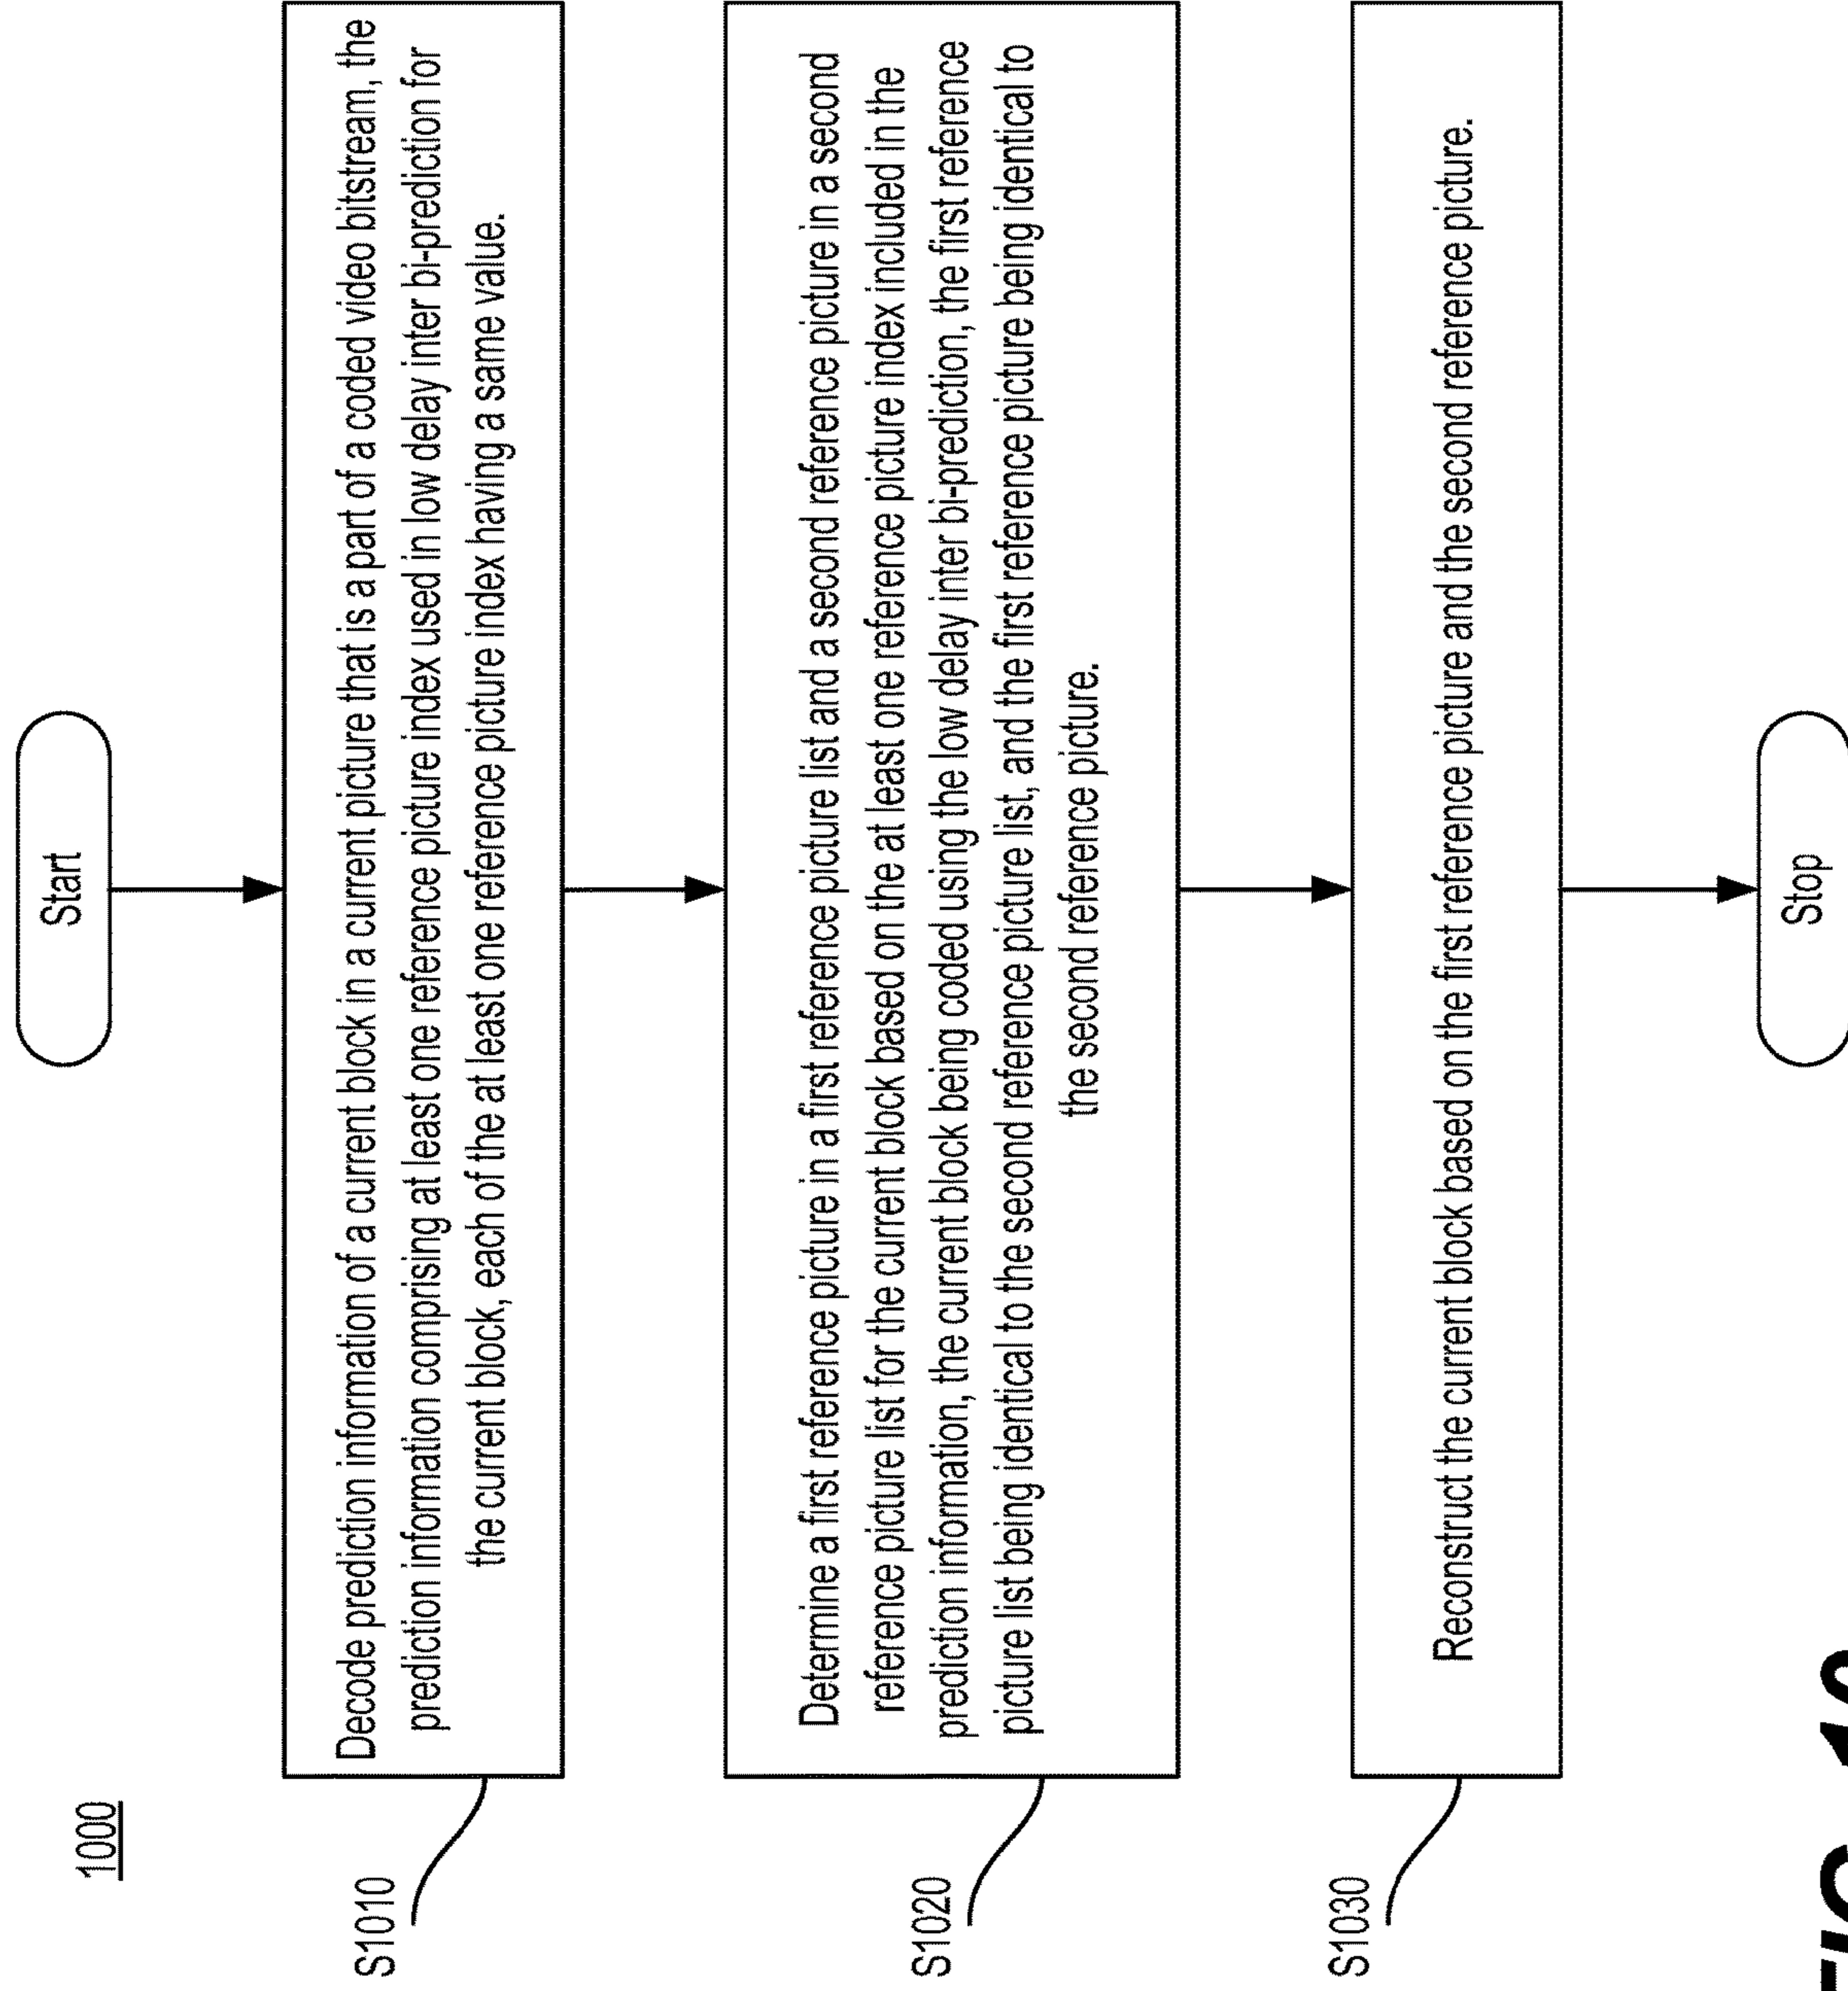 1000
Start
S1010
Decode prediction information of a current block in a current picture that is a part of a coded video bitstream, the
prediction information comprising at least one reference picture index used in low delay inter bi-prediction for
the current block, each of the at least one reference picture index having a same value.
S1020
Determine a first reference picture in a first reference picture list and a second reference picture in a second
reference picture list for the current block based on the at least one reference picture index included in the
prediction information, the current block being coded using the low delay inter bi-prediction, the first reference
picture list being identical to the second reference picture list, and the first reference picture being identical to
the second reference picture.
S1030
Reconstruct the current block based on the first reference picture and the second reference picture.
Stop
FIG. 10